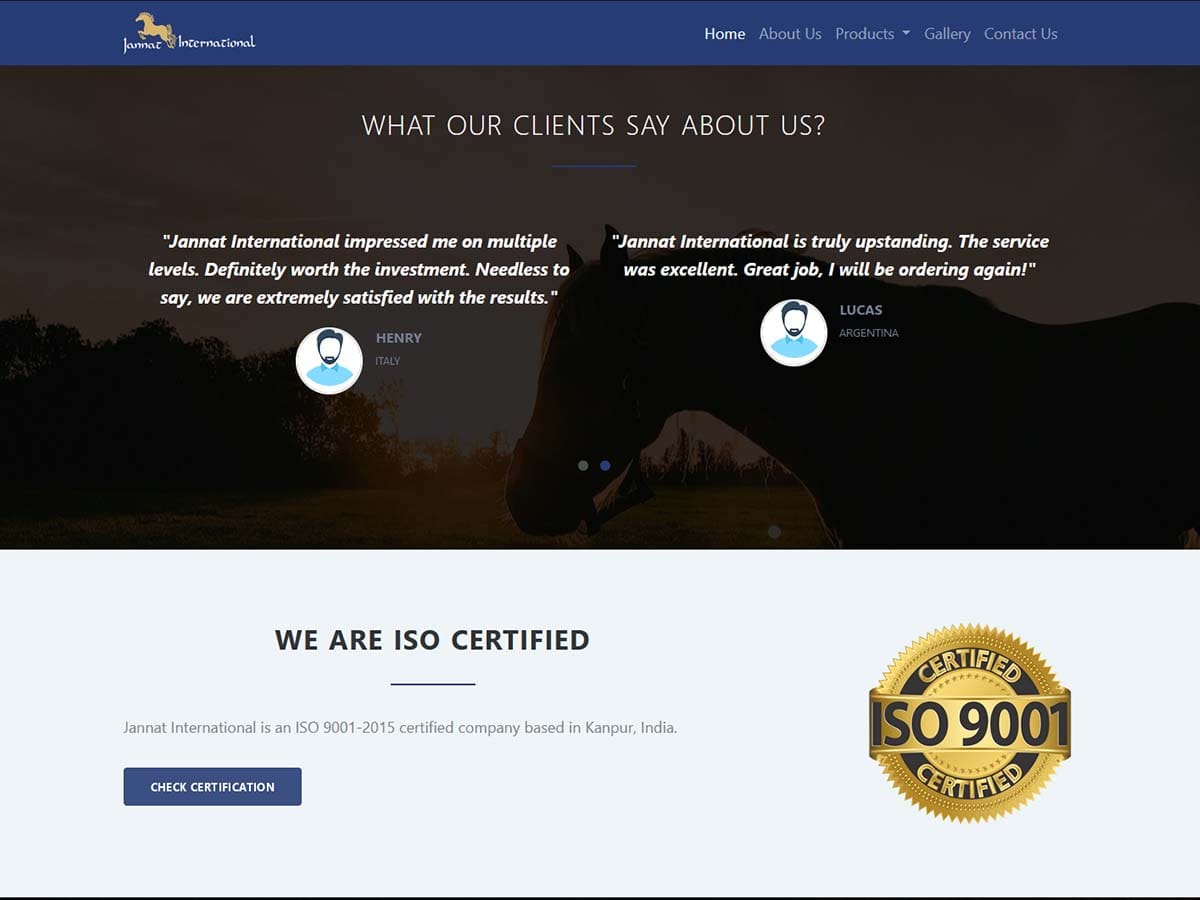 Jannat International
Home About Us Products Gallery Contact Us
WHAT OUR CLIENTS SAY ABOUT US?
"Jannat International impressed me on multiple
levels. Definitely worth the investment. Needless to
say, we are extremely satisfied with the results."
HENRY
ITALY
"Jannat International is truly upstanding. The service
was excellent. Great job, I will be ordering again!"
LUCAS
ARGENTINA
WE ARE ISO CERTIFIED
Jannat International is an ISO 9001-2015 certified company based in Kanpur, India.
CHECK CERTIFICATION
CERTIFIED
ISO 9001
CERTIFIED